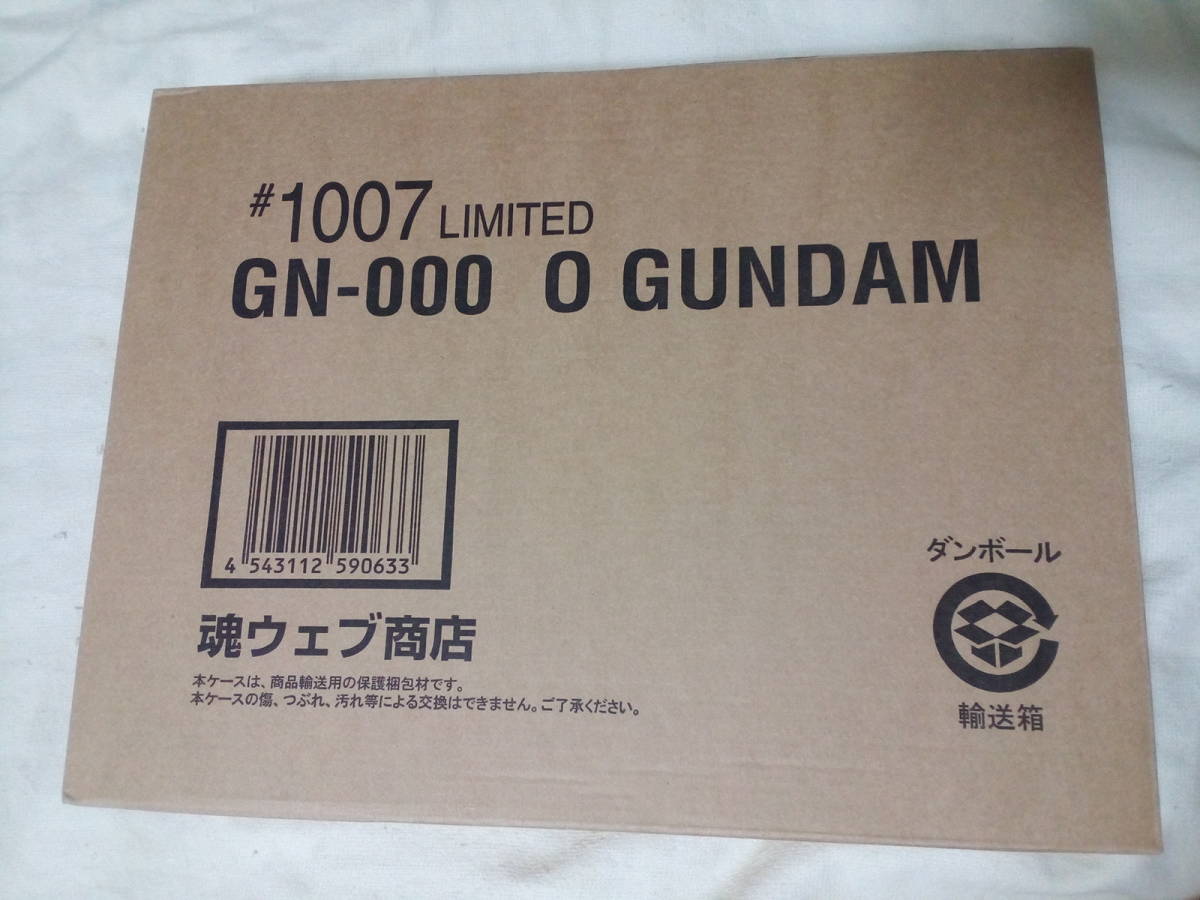 #1007 LIMITED
GN-000 O GUNDAM
4 543112 590633
魂ウェブ商店
本ケースは、商品輸送用の保護梱包材です。
本ケースの傷、つぶれ、汚れ等による交換はできません。ご了承ください。
ダンボール
輸送箱